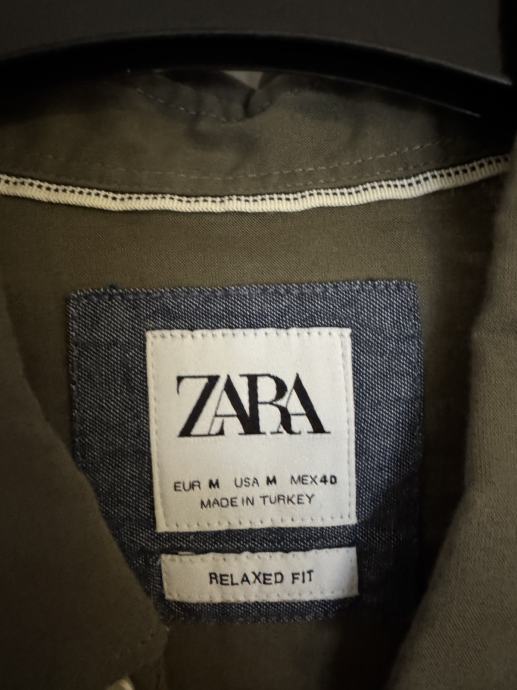 ZARA
EUR M USA M MEX 40
MADE IN TURKEY
RELAXED FIT